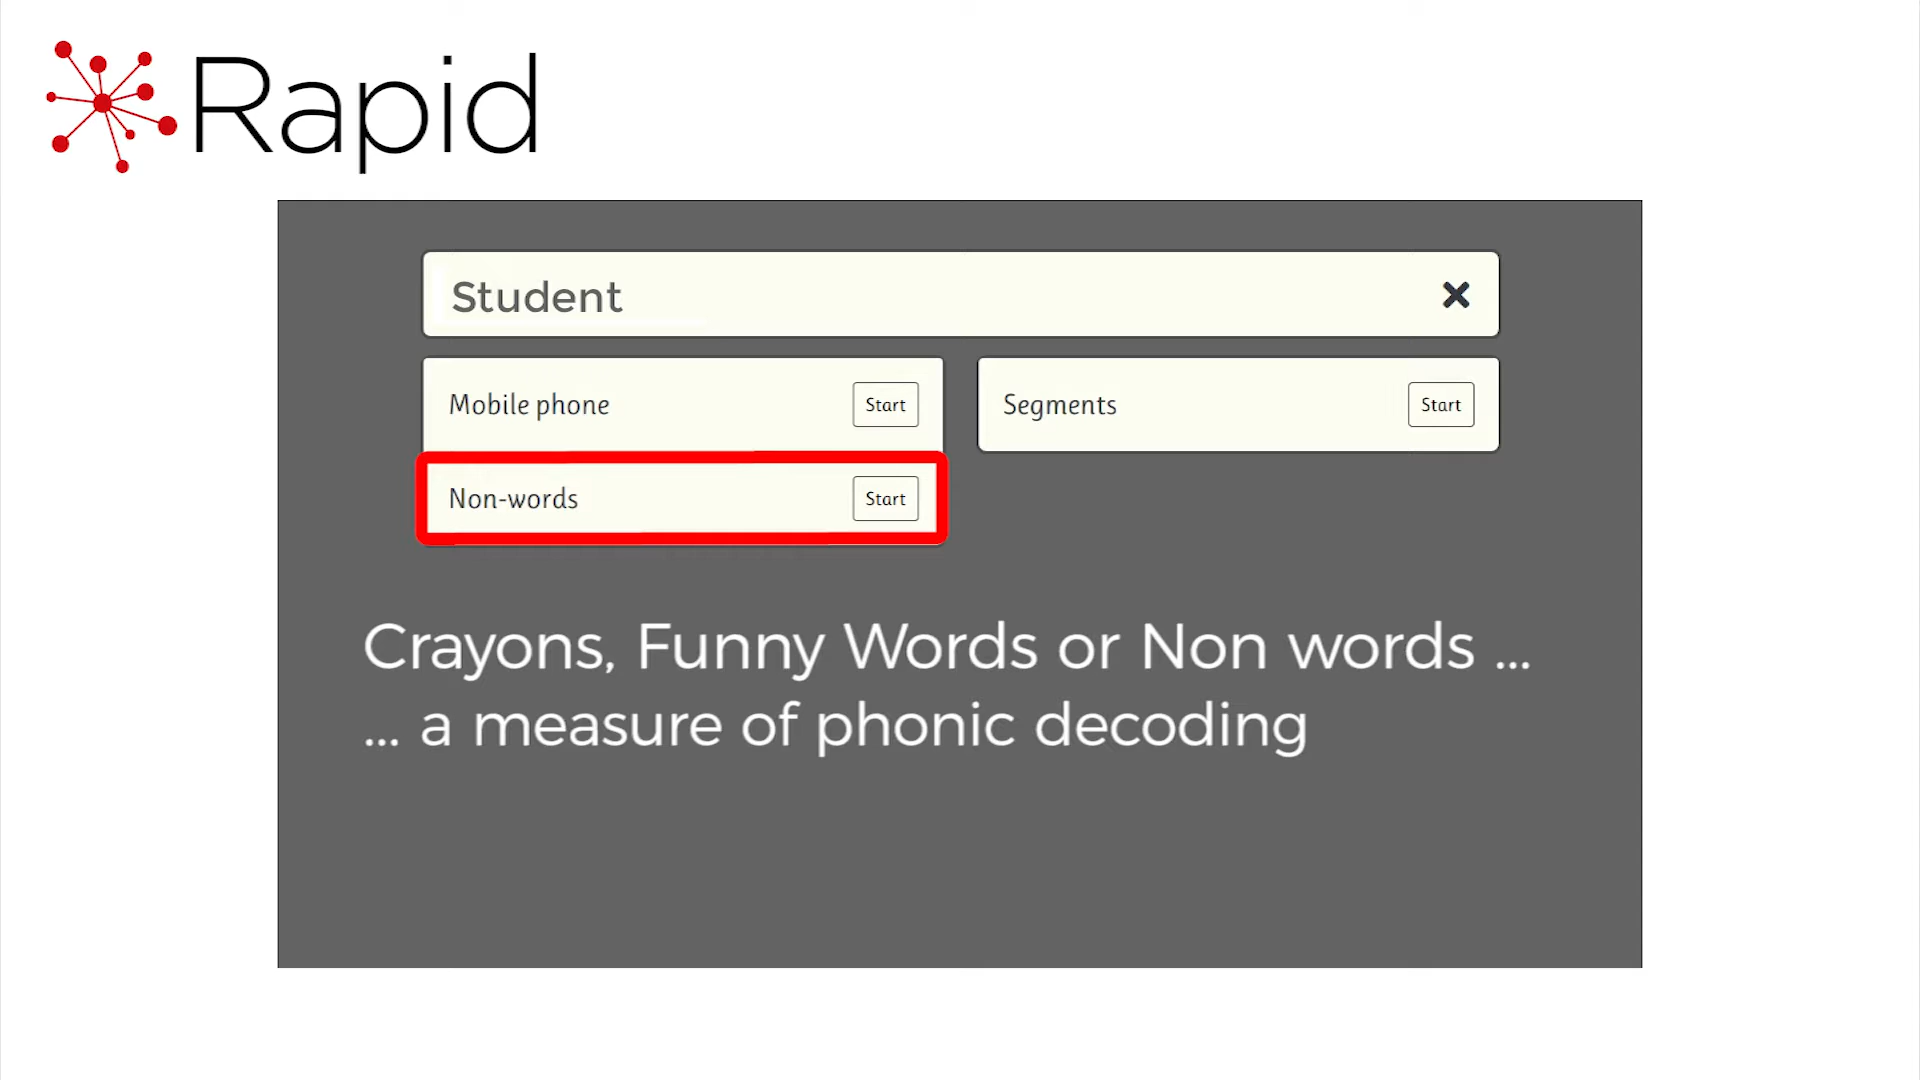 Rapid
Student
Mobile phone Start
Segments Start
Non-words Start
Crayons, Funny Words or Non words ...
... a measure of phonic decoding